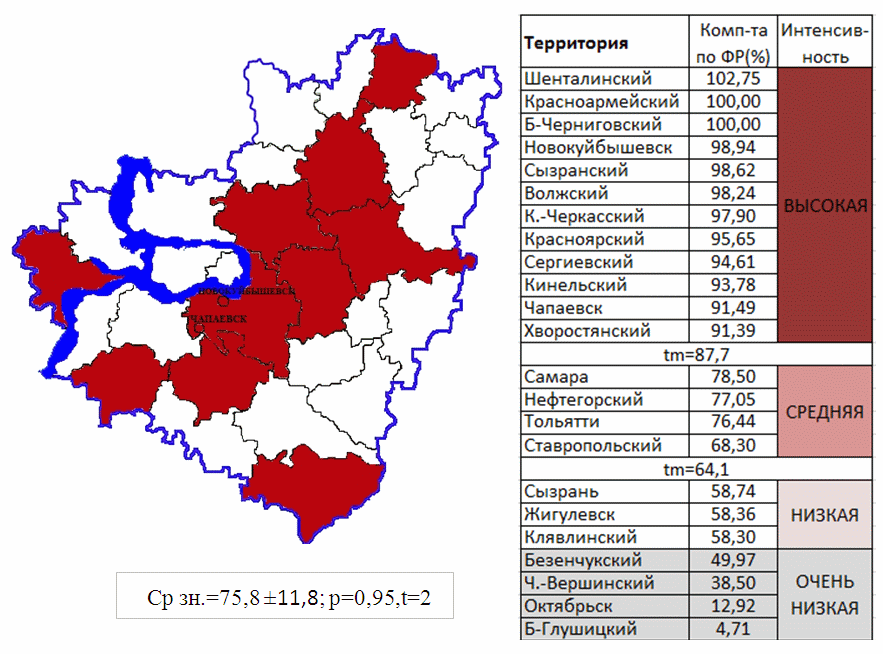 НОВОКУЙБЫШЕВСК
ЧАПАЕВСК
Ср зн.=75,8 ±11,8; p=0,95,t=2
Территория Комп-та по ФР(%) Интенсив-ность
Шенталинский 102,75
Красноармейский 100,00
Б-Черниговский 100,00
Новокуйбышевск 98,94
Сызранский 98,62
Волжский 98,24
ВЫСОКАЯ
К.-Черкасский 97,90
Красноярский 95,65
Сергиевский 94,61
Кинельский 93,78
Чапаевск 91,49
Хворостянский 91,39
tm=87,7
Самара 78,50
Нефтегорский 77,05
СРЕДНЯЯ
Тольятти 76,44
Ставропольский 68,30
tm=64,1
Сызрань 58,74
Жигулевск 58,36
НИЗКАЯ
Клявлинский 58,30
Безенчукский 49,97
Ч.-Вершинский 38,50
ОЧЕНЬ
НИЗКАЯ
Октябрьск 12,92
Б-Глушицкий 4,71